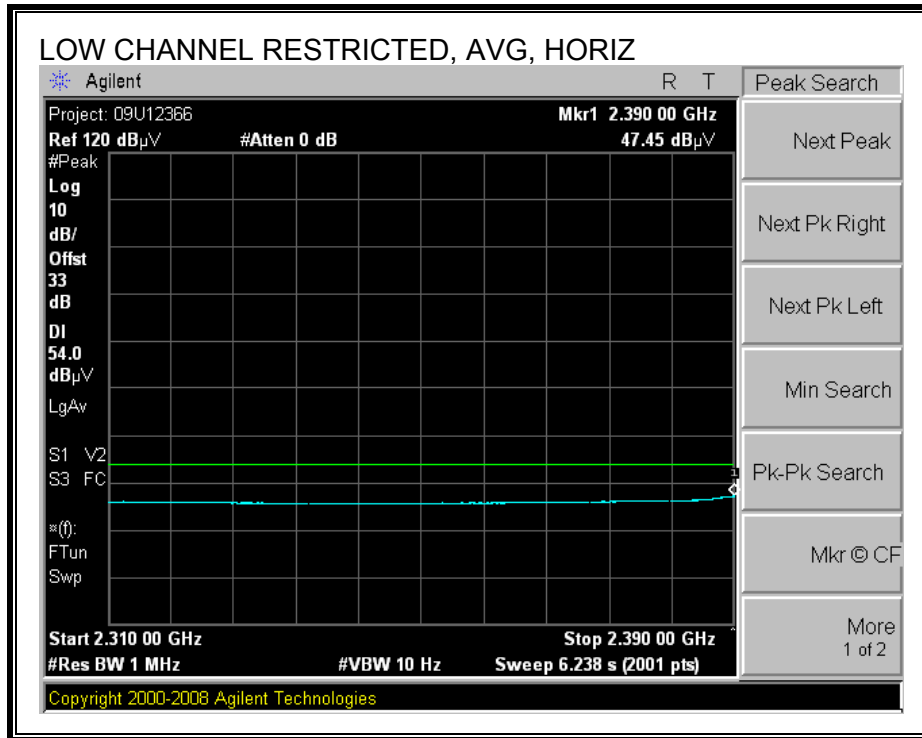 LOW CHANNEL RESTRICTED, AVG, HORIZ
Agilent
R T
Peak Search
Project: 09U12366
Mkr1 2.390 00 GHz
Ref 120 dBµV
#Atten 0 dB
47.45 dBµV
#Peak
Log
10
dB/
Offst
33
dB
DI
54.0
dBµV
LgAv
S1 V2
S3 FC
¤(f):
FTun
Swp
1
Start 2.310 00 GHz
Stop 2.390 00 GHz ^
#Res BW 1 MHz
#VBW 10 Hz
Sweep 6.238 s (2001 pts)
Copyright 2000-2008 Agilent Technologies
Next Peak
Next Pk Right
Next Pk Left
Min Search
Pk-Pk Search
Mkr © CF
More
1 of 2